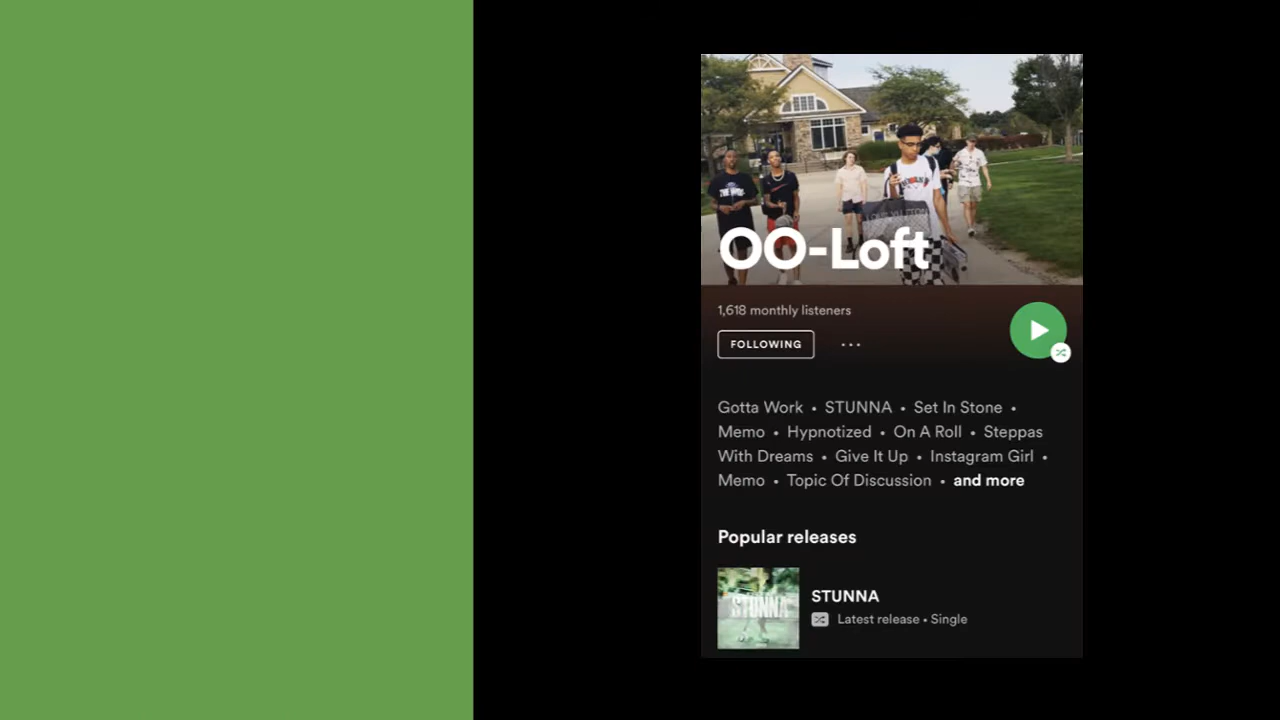 OO-Loft
1,618 monthly listeners
FOLLOWING
Gotta Work • STUNNA • Set In Stone •
Memo • Hypnotized • On A Roll • Steppas
With Dreams • Give It Up • Instagram Girl •
Memo • Topic Of Discussion • and more
Popular releases
STUNNA
STUNNA
Latest release • Single